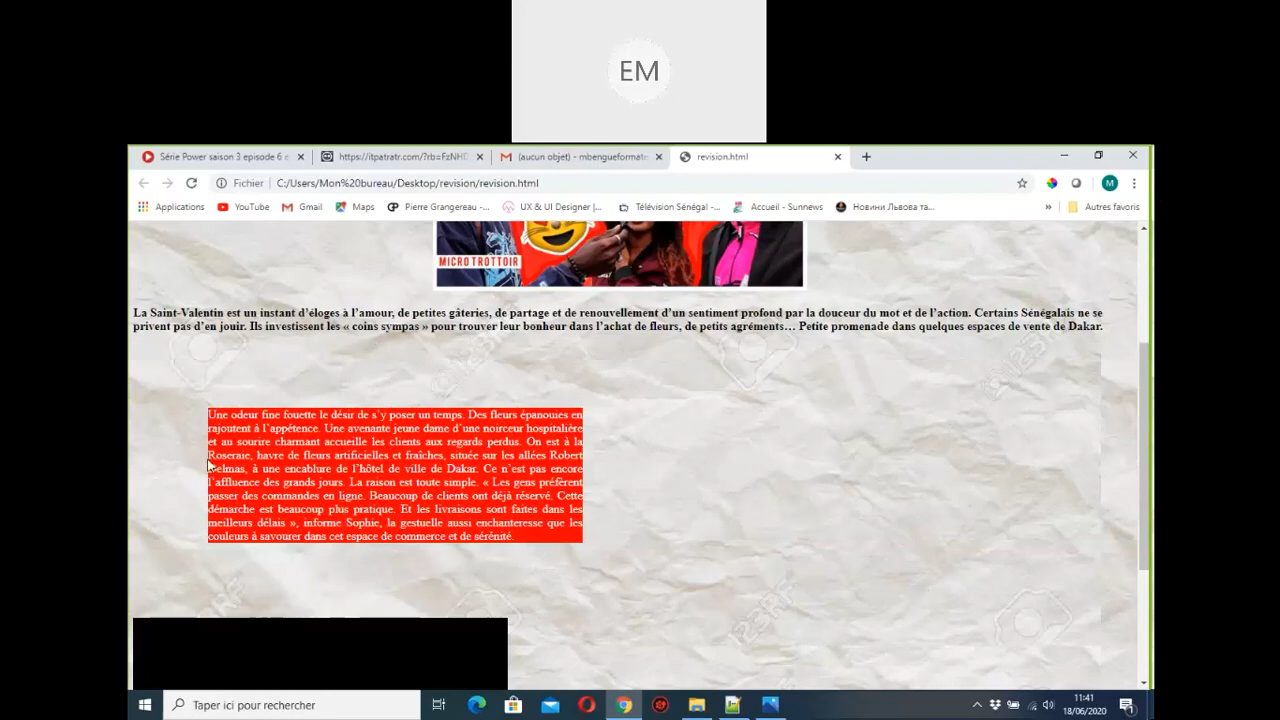 EM
Série Power saison 3 episode 6 e
https://itpatratr.com/?rb=FzNHD
(aucun objet) - mbengueformate
revision.html
Fichier
C:/Users/Mon%20bureau/Desktop/revision/revision.html
M
Applications
YouTube
Gmail
Maps
Pierre Grangereau -...
UX & UI Designer |...
Télévision Sénégal -...
Accueil - Sunnews
Новини Львова та...
»
Autres favoris
MICRO TROTTOIR
La Saint-Valentin est un instant d’éloges à l’amour, de petites gâteries, de partage et de renouvellement d’un sentiment profond par la douceur du mot et de l’action. Certains Sénégalais ne se
privent pas d’en jouir. Ils investissent les « coins sympas » pour trouver leur bonheur dans l’achat de fleurs, de petits agréments… Petite promenade dans quelques espaces de vente de Dakar.
Une odeur fine fouette le désir de s’y poser un temps. Des fleurs épanouies en
rajoutent à l’appétence. Une avenante jeune dame d’une noirceur hospitalière
et au sourire charmant accueille les clients aux regards perdus. On est à la
Roseraie, havre de fleurs artificielles et fraîches, située sur les allées Robert
Delmas, à une encablure de l’hôtel de ville de Dakar. Ce n’est pas encore
l’affluence des grands jours. La raison est toute simple. « Les gens préfèrent
passer des commandes en ligne. Beaucoup de clients ont déjà réservé. Cette
démarche est beaucoup plus pratique. Et les livraisons sont faites dans les
meilleurs délais », informe Sophie, la gestuelle aussi enchanteresse que les
couleurs à savourer dans cet espace de commerce et de sérénité.
123RF
123RF
123RF
123RF
Taper ici pour rechercher
11:41
18/06/2020